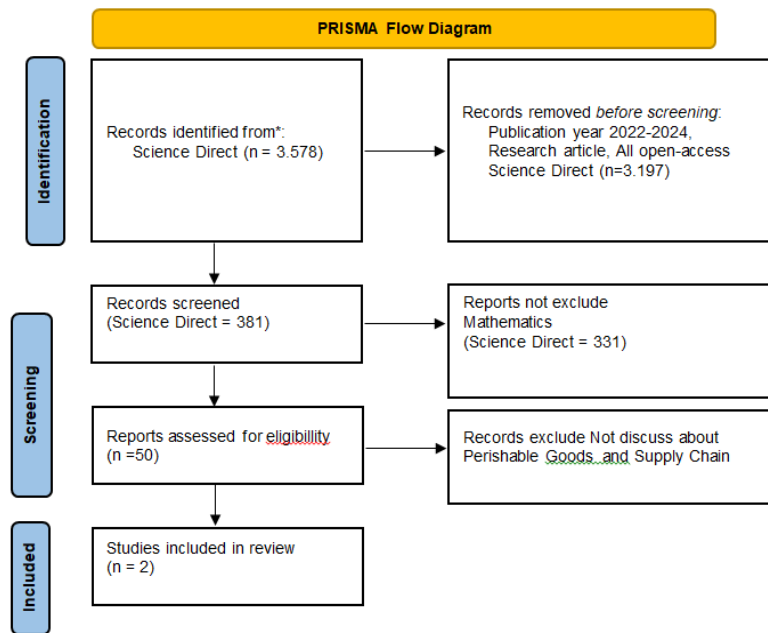 PRISMA Flow Diagram
Identification
Records identified from*:
Science Direct (n = 3.578)
Records removed before screening:
Publication year 2022-2024,
Research article, All open-access
Science Direct (n=3.197)
Screening
Records screened
(Science Direct = 381)
Reports not exclude
Mathematics
(Science Direct = 331)
Reports assessed for eligibillity
(n =50)
Records exclude Not discuss about
Perishable Goods and Supply Chain
Included
Studies included in review
(n = 2)